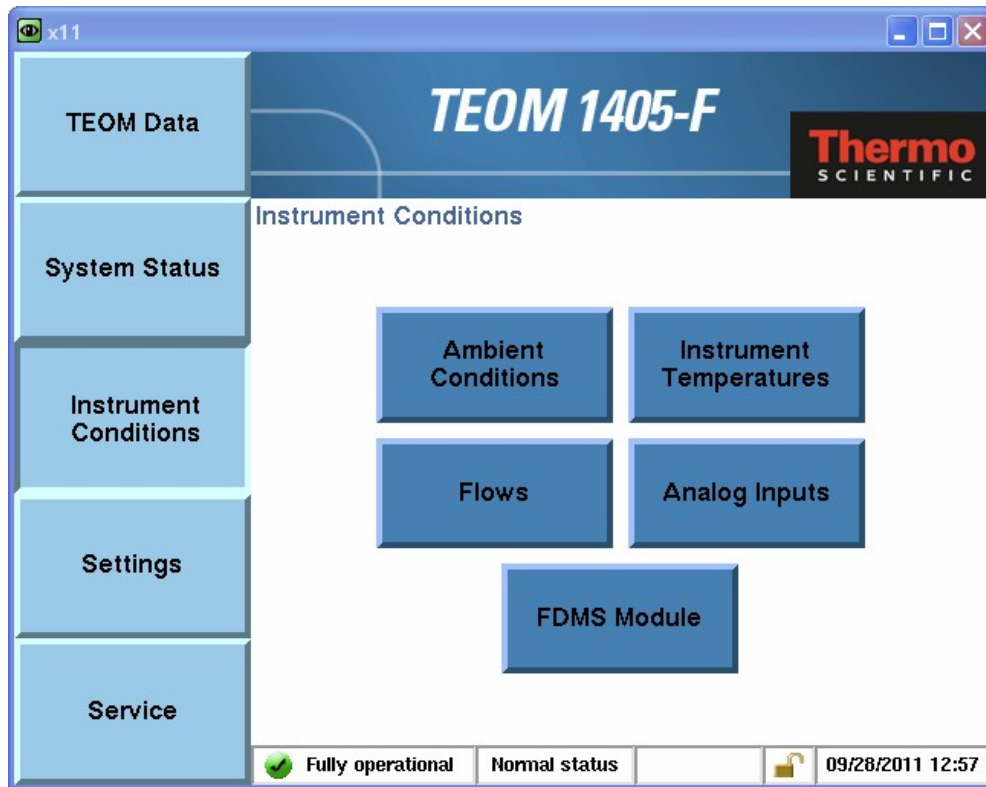 x11
TEOM Data
System Status
Instrument
Conditions
Settings
Service
TEOM 1405-F
Thermo
SCIENTIFIC
Instrument Conditions
Ambient
Conditions
Instrument
Temperatures
Flows
Analog Inputs
FDMS Module
Fully operational
Normal status
09/28/2011 12:57